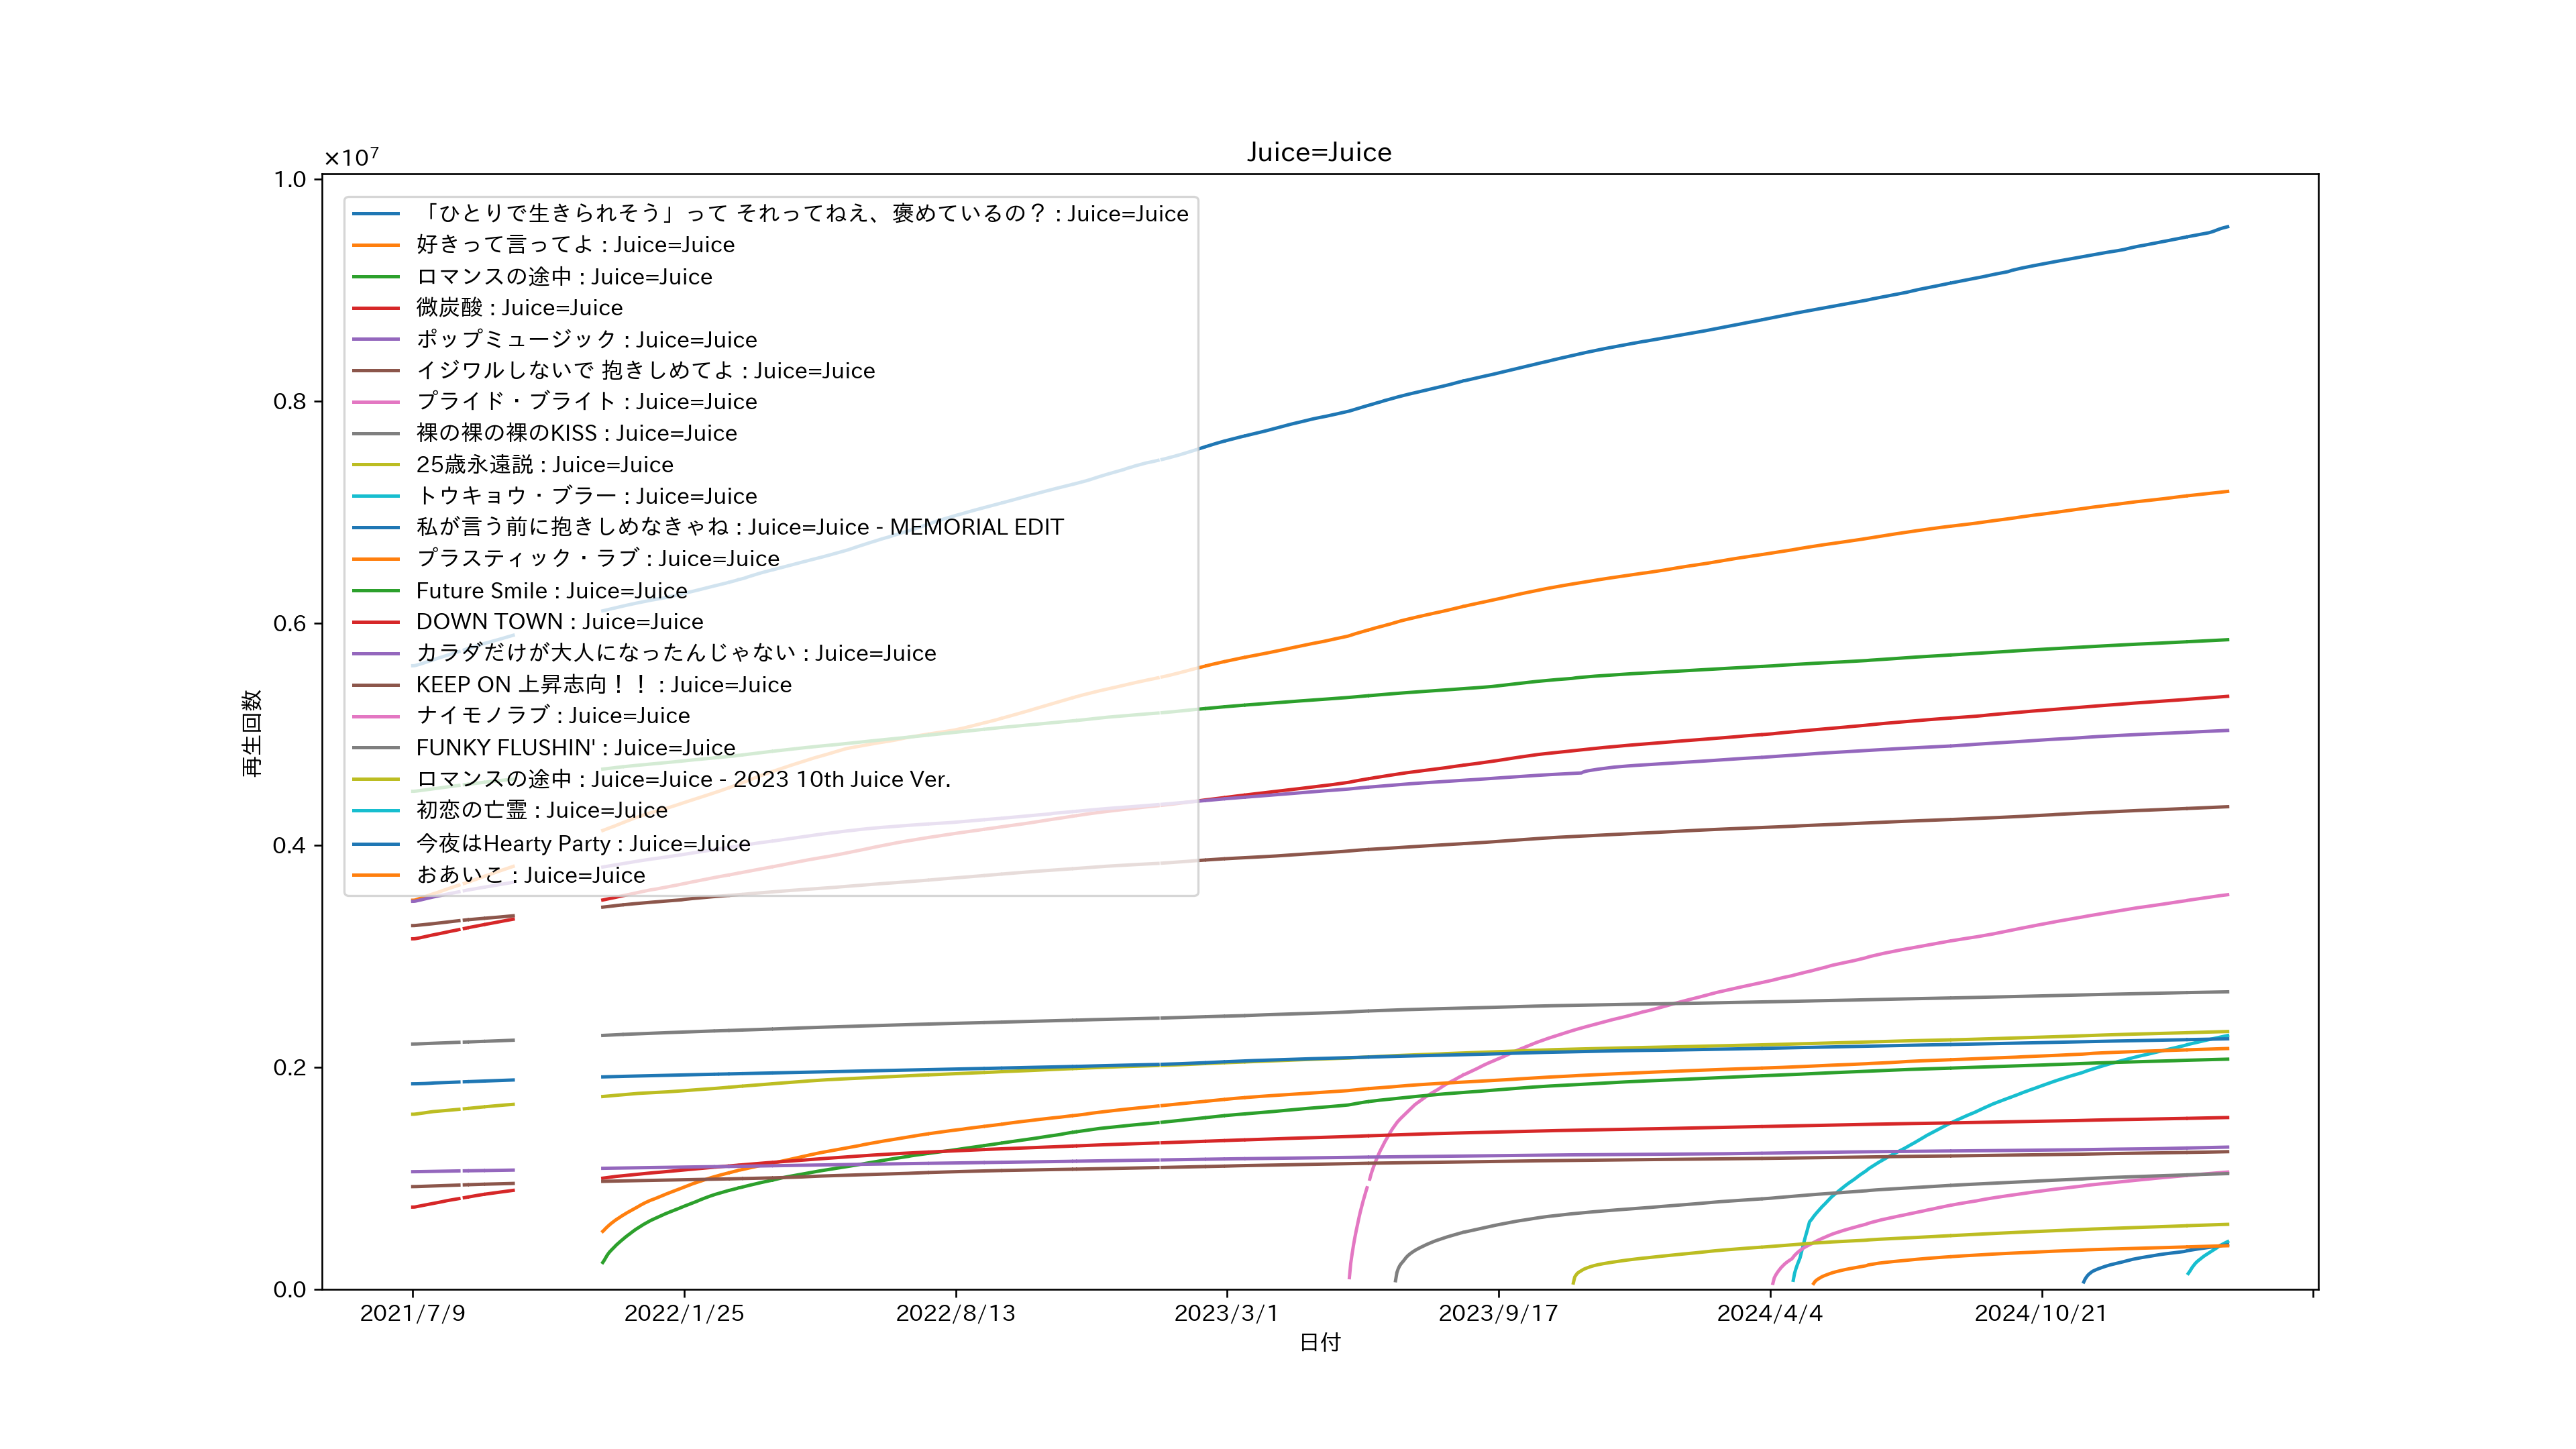 Juice=Juice
×10⁷
1.0
0.8
0.6
0.4
0.2
0.0
再生回数
「ひとりで生きられそう」って それってねえ、褒めているの？ : Juice=Juice
好きって言ってよ : Juice=Juice
ロマンスの途中 : Juice=Juice
微炭酸 : Juice=Juice
ポップミュージック : Juice=Juice
イジワルしないで 抱きしめてよ : Juice=Juice
プライド・ブライト : Juice=Juice
裸の裸の裸のKISS : Juice=Juice
25歳永遠説 : Juice=Juice
トウキョウ・ブラー : Juice=Juice
私が言う前に抱きしめなきゃね : Juice=Juice - MEMORIAL EDIT
プラスティック・ラブ : Juice=Juice
Future Smile : Juice=Juice
DOWN TOWN : Juice=Juice
カラダだけが大人になったんじゃない : Juice=Juice
KEEP ON 上昇志向！！ : Juice=Juice
ナイモノラブ : Juice=Juice
FUNKY FLUSHIN' : Juice=Juice
ロマンスの途中 : Juice=Juice - 2023 10th Juice Ver.
初恋の亡霊 : Juice=Juice
今夜はHearty Party : Juice=Juice
おあいこ : Juice=Juice
2021/7/9
2022/1/25
2022/8/13
2023/3/1
2023/9/17
2024/4/4
2024/10/21
日付